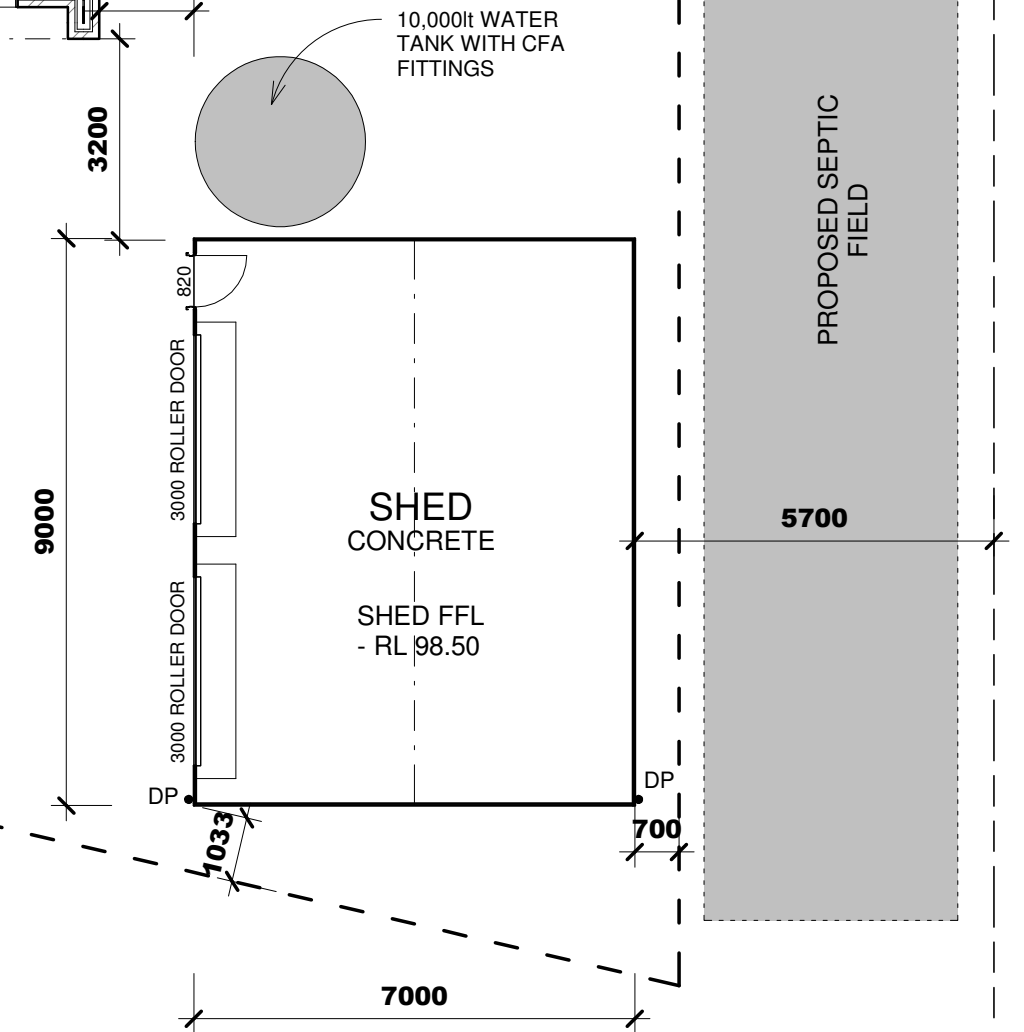 10,000lt WATER
TANK WITH CFA
FITTINGS
3200
PROPOSED SEPTIC
FIELD
820
3000 ROLLER DOOR
9000
SHED
CONCRETE
5700
SHED FFL
- RL 98.50
3000 ROLLER DOOR
DP
DP
1033
700
7000